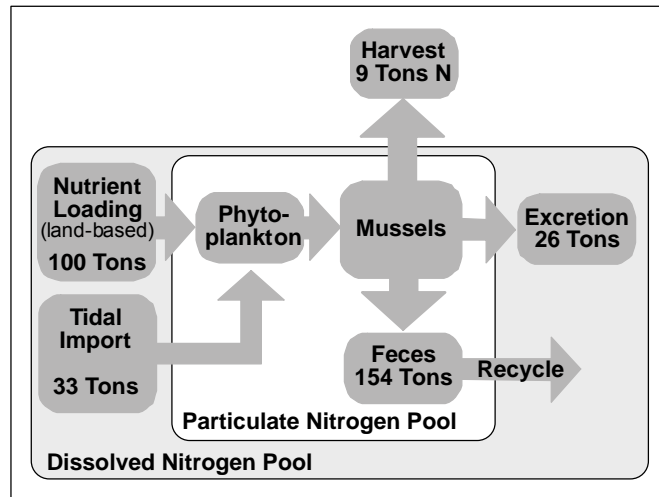 Harvest
9 Tons N
Nutrient
Loading
(land-based)
100 Tons
Phyto-
plankton
Mussels
Excretion
26 Tons
Tidal
Import
33 Tons
Feces
154 Tons
Recycle
Particulate Nitrogen Pool
Dissolved Nitrogen Pool